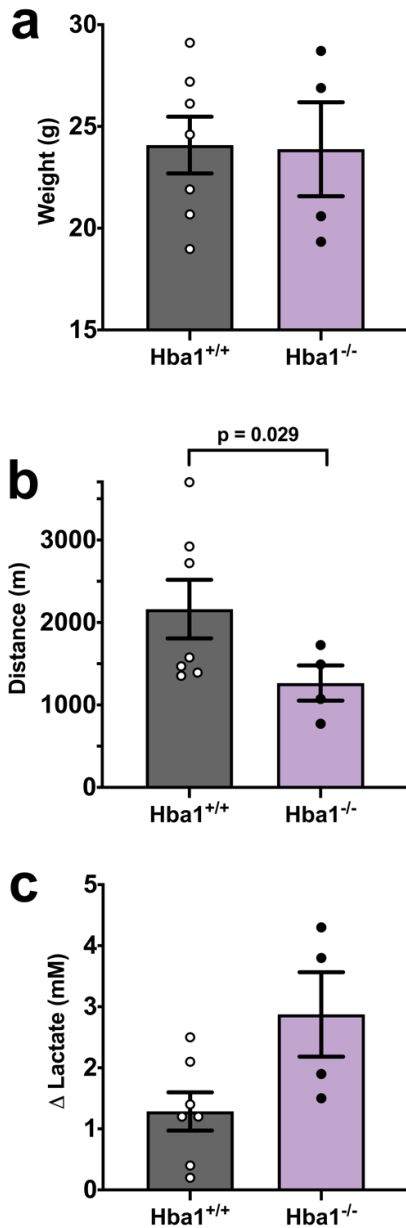 a
Weight (g)
30
25
20
15
Hba1+/+
Hba1-/-
p = 0.029
b
Distance (m)
3000
2000
1000
0
Hba1+/+
Hba1-/-
c
Δ Lactate (mM)
5
4
3
2
1
0
Hba1+/+
Hba1-/-